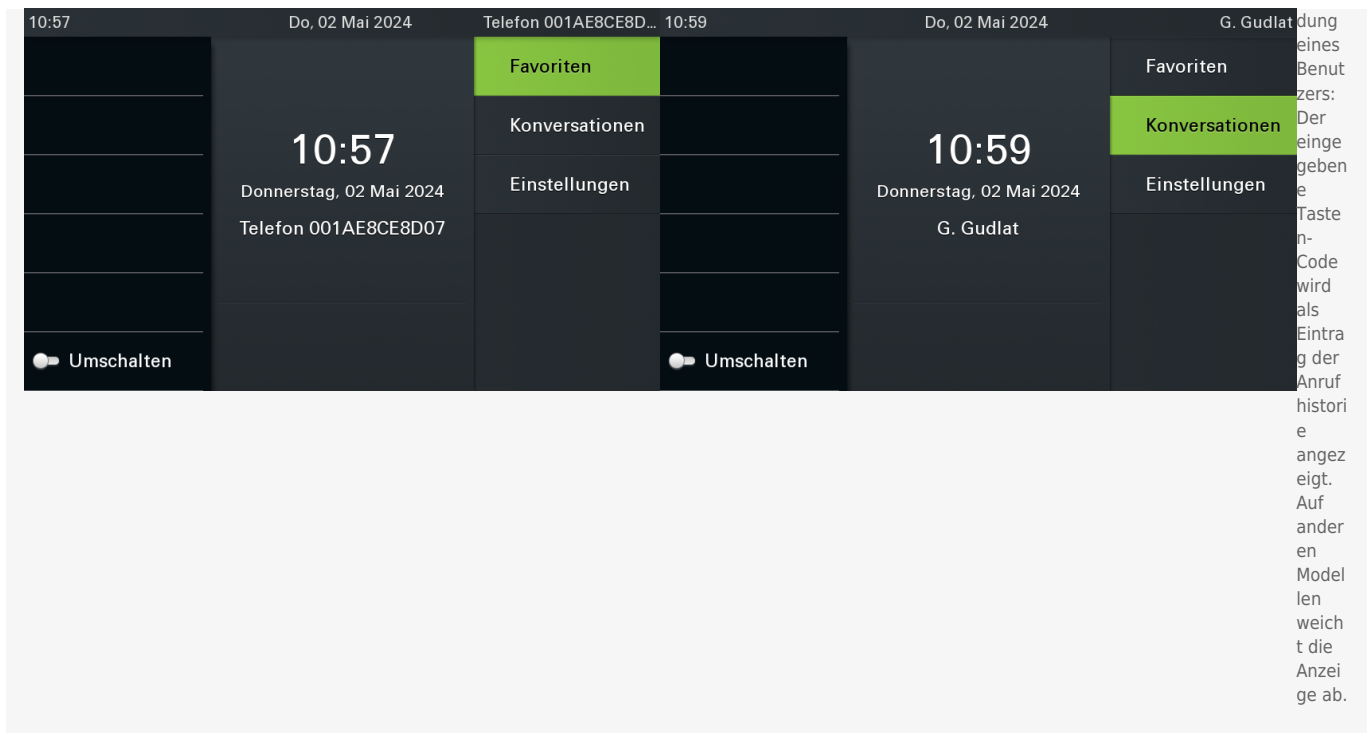 10:57 Do, 02 Mai 2024 Telefon 001AE8CE8D...
Favoriten
Konversationen
Einstellungen
10:57
Donnerstag, 02 Mai 2024
Telefon 001AE8CE8D07
Umschalten
10:59 Do, 02 Mai 2024 G. Gudlat
Favoriten
Konversationen
Einstellungen
10:59
Donnerstag, 02 Mai 2024
G. Gudlat
Umschalten
dung
eines
Benut
zers:
Der
einge
geben
e
Taste
n-
Code
wird
als
Eintra
g der
Anruf
histori
e
angez
eigt.
Auf
ander
en
Model
len
weich
t die
Anzei
ge ab.